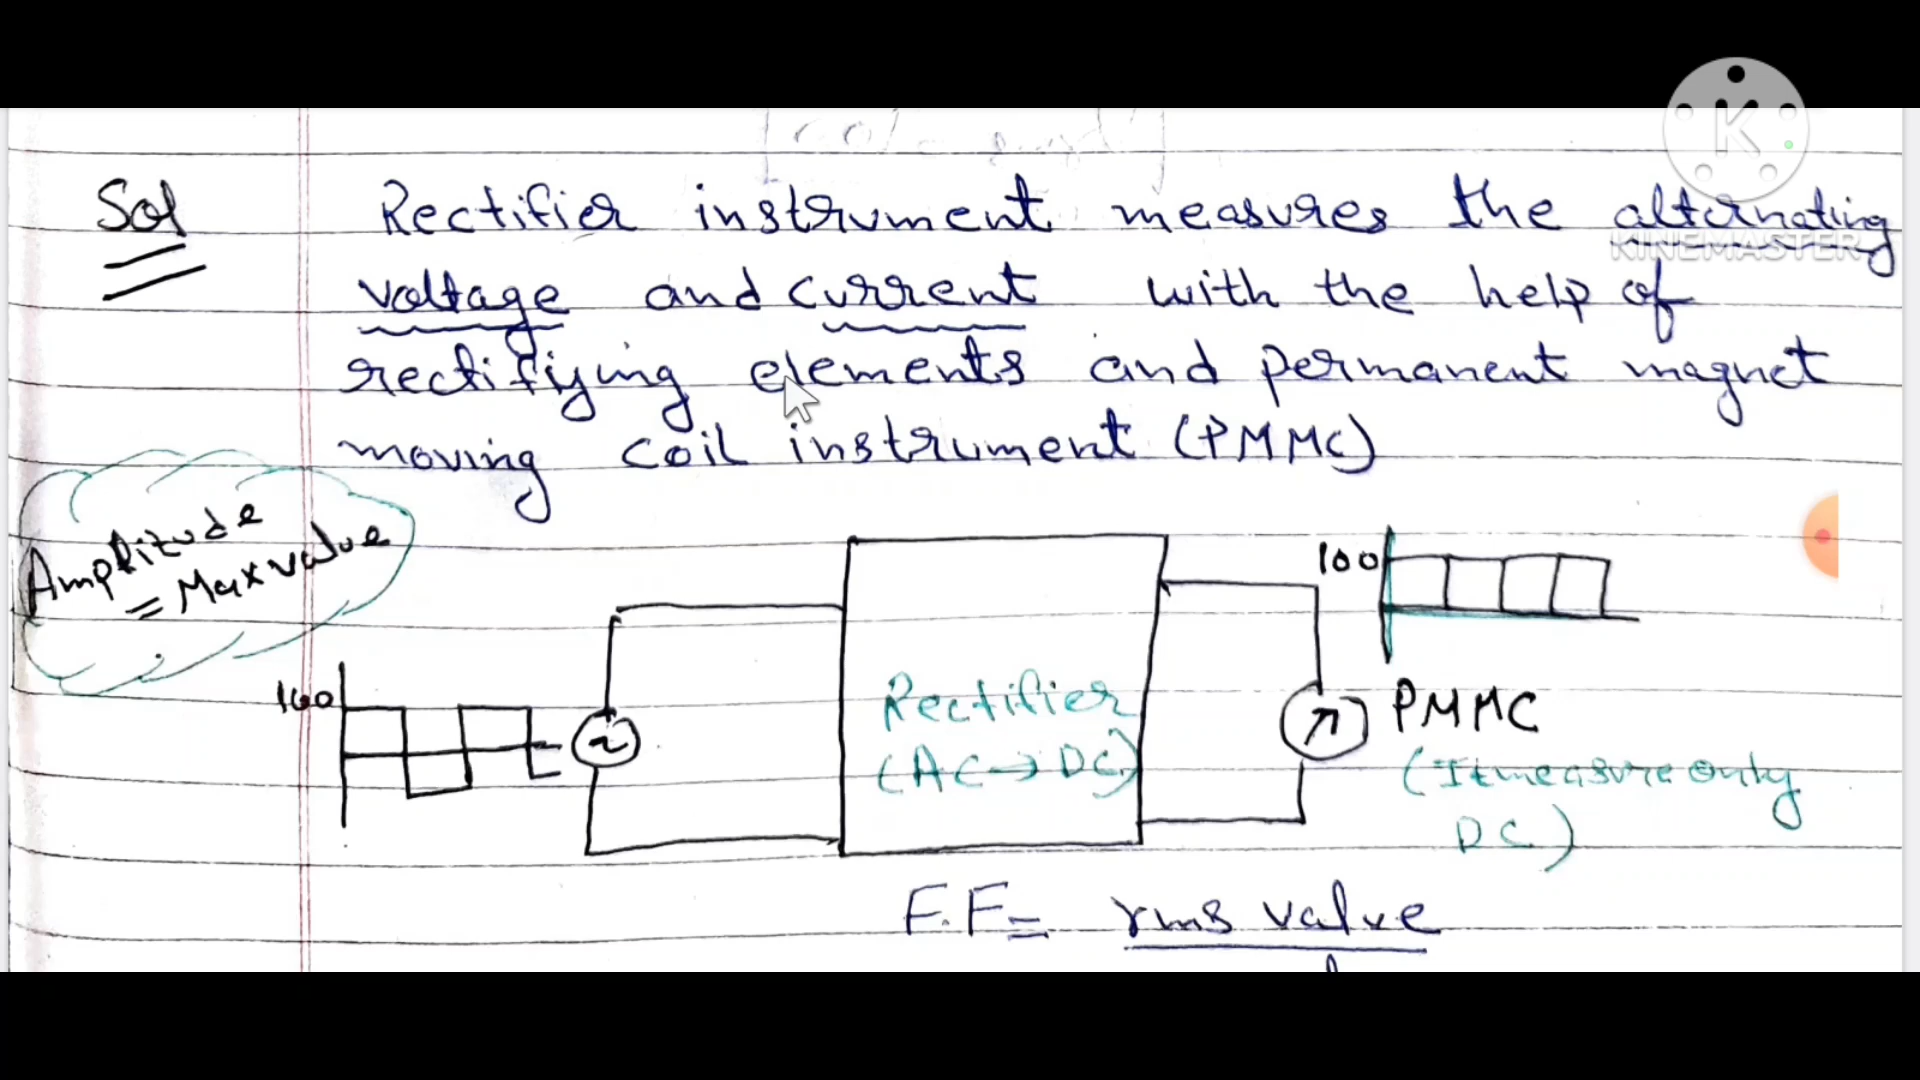 K
KINEMASTER
Sol
Rectifier instrument measures the alternating
voltage and current with the help of
rectifying elements and permanent magnet
moving coil instrument (PMMC)
Amplitude
= Max value
100
100
Rectifier
(AC→DC)
PMMC
(It measure only
DC)
F.F = rms value